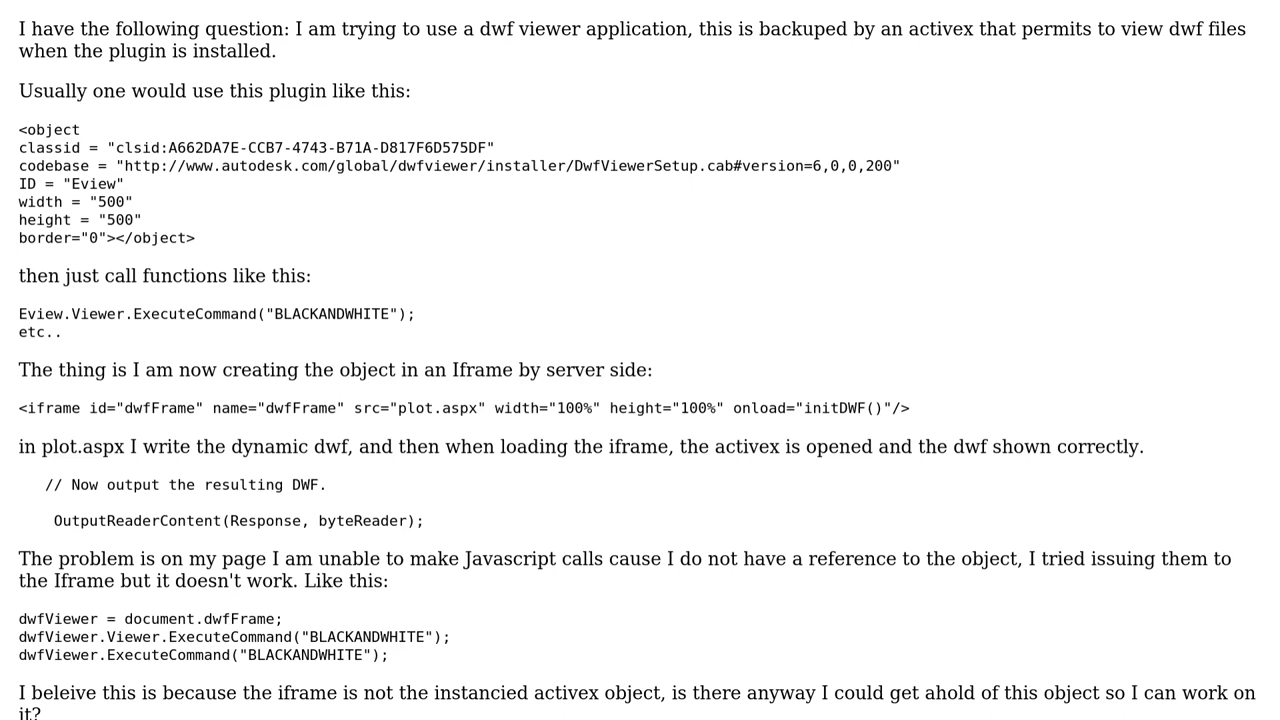 I have the following question: I am trying to use a dwf viewer application, this is backuped by an activex that permits to view dwf files
when the plugin is installed.
Usually one would use this plugin like this:
<object
classid = "clsid:A662DA7E-CCB7-4743-B71A-D817F6D575DF"
codebase = "http://www.autodesk.com/global/dwfviewer/installer/DwfViewerSetup.cab#version=6,0,0,200"
ID = "Eview"
width = "500"
height = "500"
border="0"></object>
then just call functions like this:
Eview.Viewer.ExecuteCommand("BLACKANDWHITE");
etc..
The thing is I am now creating the object in an Iframe by server side:
<iframe id="dwfFrame" name="dwfFrame" src="plot.aspx" width="100%" height="100%" onload="initDWF()"/>
in plot.aspx I write the dynamic dwf, and then when loading the iframe, the activex is opened and the dwf shown correctly.
// Now output the resulting DWF.
OutputReaderContent(Response, byteReader);
The problem is on my page I am unable to make Javascript calls cause I do not have a reference to the object, I tried issuing them to
the Iframe but it doesn't work. Like this:
dwfViewer = document.dwfFrame;
dwfViewer.Viewer.ExecuteCommand("BLACKANDWHITE");
dwfViewer.ExecuteCommand("BLACKANDWHITE");
I beleive this is because the iframe is not the instancied activex object, is there anyway I could get ahold of this object so I can work on
it?